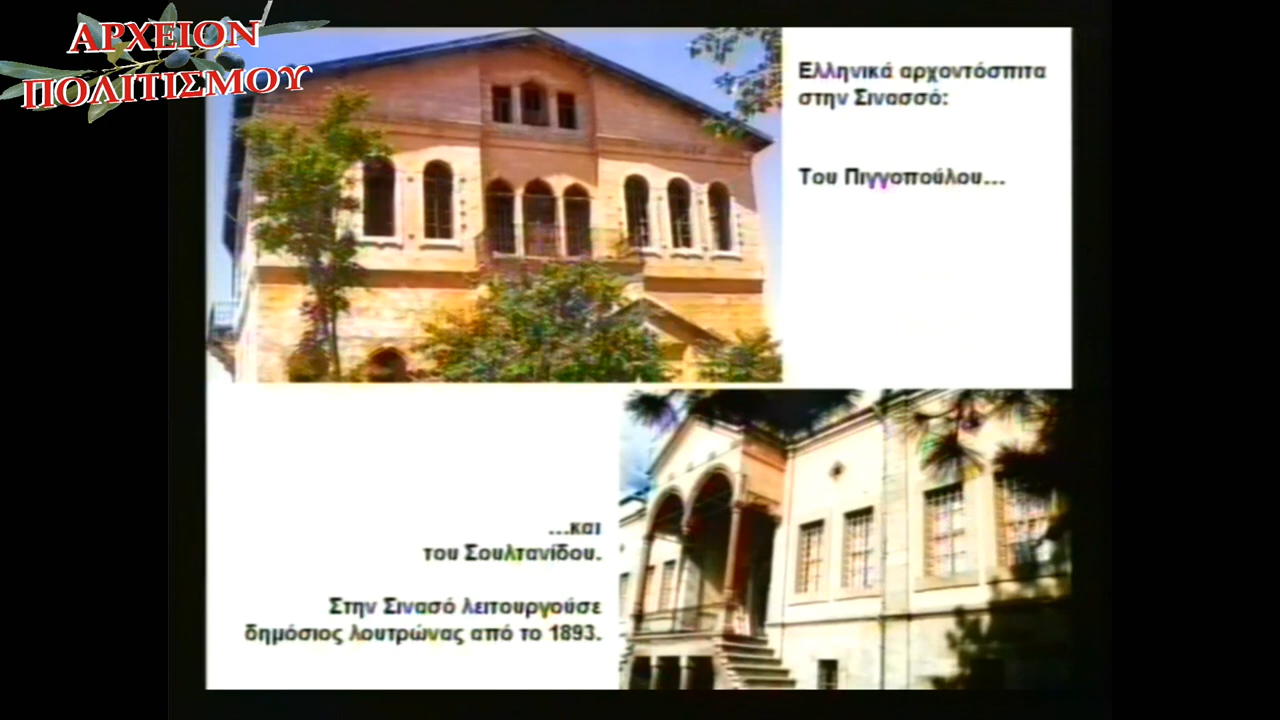 ΑΡΧΕΙΟΝ
ΠΟΛΙΤΙΣΜΟΥ
Ελληνικά αρχοντόσπιτα
στην Σινασσό:
Του Πιγγοπούλου...
...και
του Σουλτανίδου.
Στην Σινασό λειτουργούσε
δημόσιος λουτρώνας από το 1893.